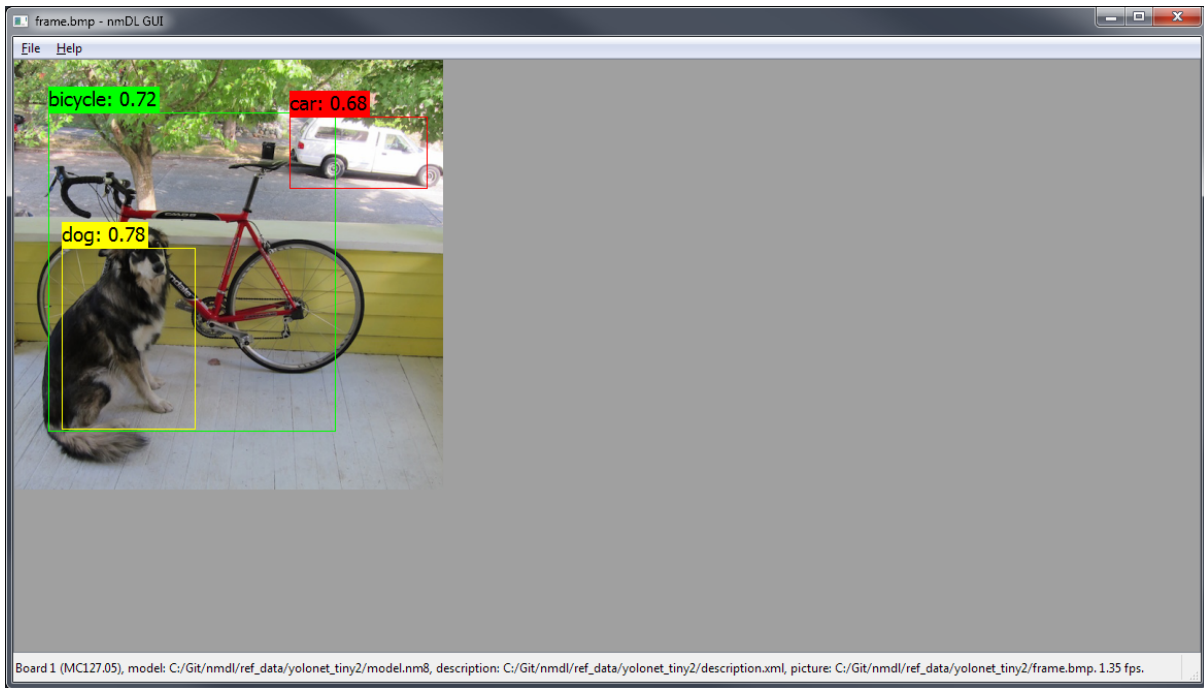 frame.bmp - nmDL GUI
File Help
bicycle: 0.72
car: 0.68
dog: 0.78
Board 1 (MC127.05), model: C:/Git/nmdl/ref_data/yolonet_tiny2/model.nm8, description: C:/Git/nmdl/ref_data/yolonet_tiny2/description.xml, picture: C:/Git/nmdl/ref_data/yolonet_tiny2/frame.bmp. 1.35 fps.